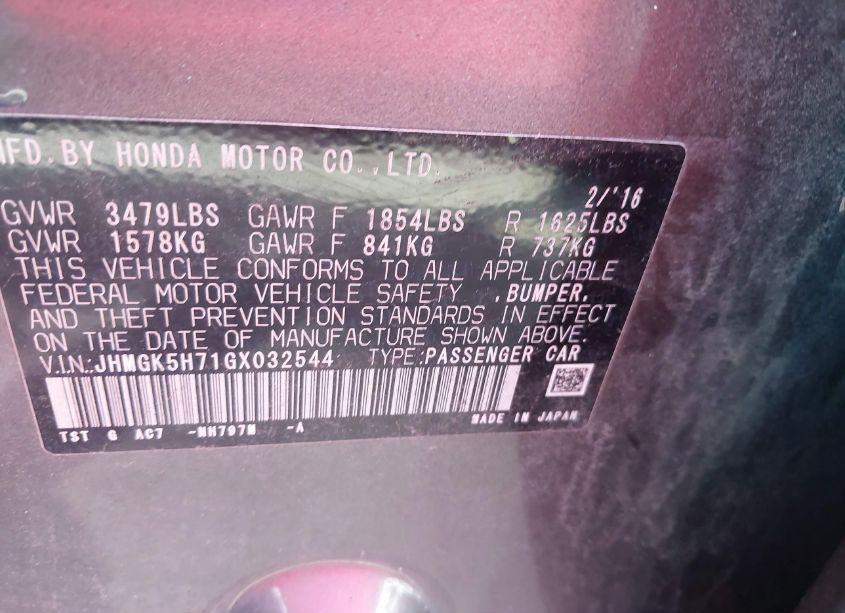 MFD. BY HONDA MOTOR CO.,LTD.
2/'16
GVWR 3479LBS GAWR F 1854LBS R 1625LBS
GVWR 1578KG GAWR F 841KG R 737KG
THIS VEHICLE CONFORMS TO ALL APPLICABLE
FEDERAL MOTOR VEHICLE SAFETY ,BUMPER,
AND THEFT PREVENTION STANDARDS IN EFFECT
ON THE DATE OF MANUFACTURE SHOWN ABOVE.
V.I.N.:JHMGK5H71GX032544 TYPE:PASSENGER CAR
MADE IN JAPAN
TST G AC7 -NH797M -A